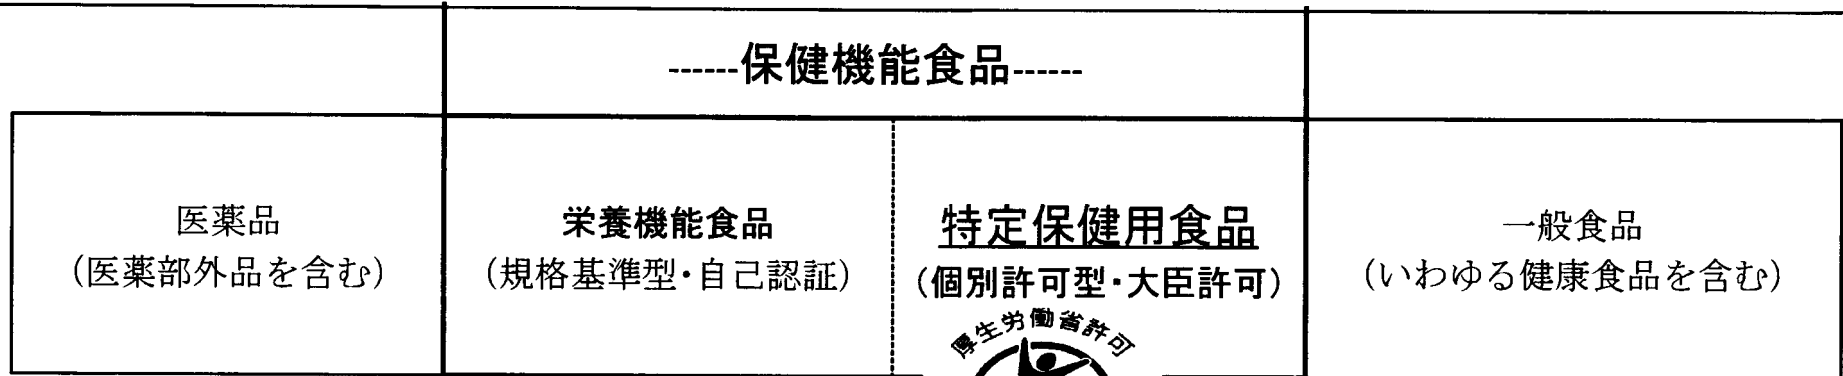 ------保健機能食品------
医薬品
(医薬部外品を含む)
栄養機能食品
(規格基準型・自己認証)
特定保健用食品
(個別許可型・大臣許可)
厚生労働省許可
一般食品
(いわゆる健康食品を含む)